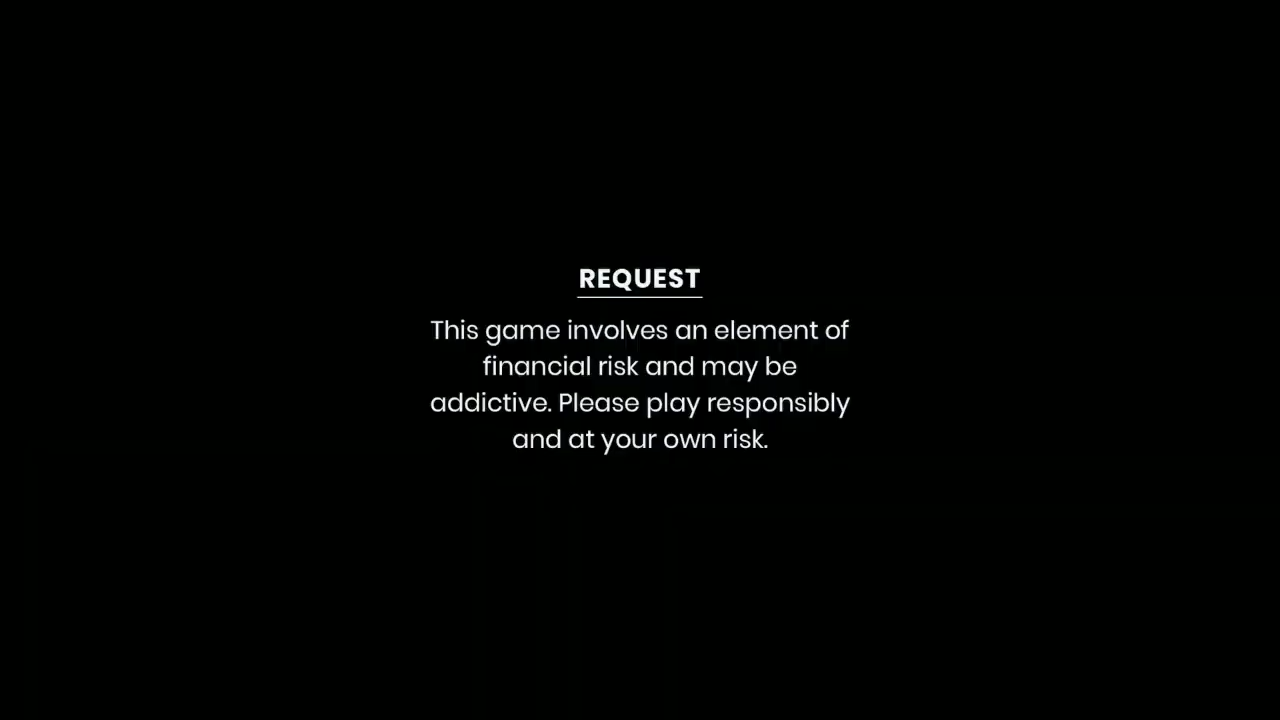 REQUEST
This game involves an element of
financial risk and may be
addictive. Please play responsibly
and at your own risk.